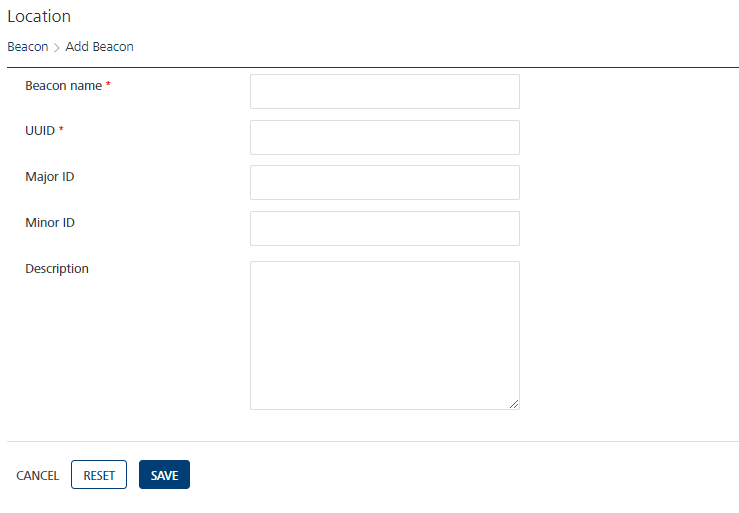 Location
Beacon > Add Beacon
Beacon name *
UUID *
Major ID
Minor ID
Description
CANCEL RESET SAVE